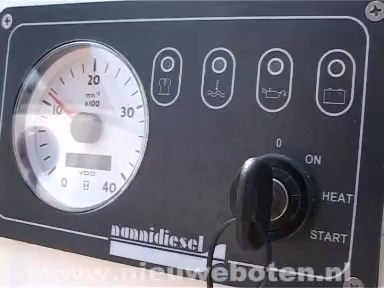 20
10
30
min⁻¹
x100
VDO
0
40
0
ON
HEAT
START
nannidiesel
www.nieuweboten.nl